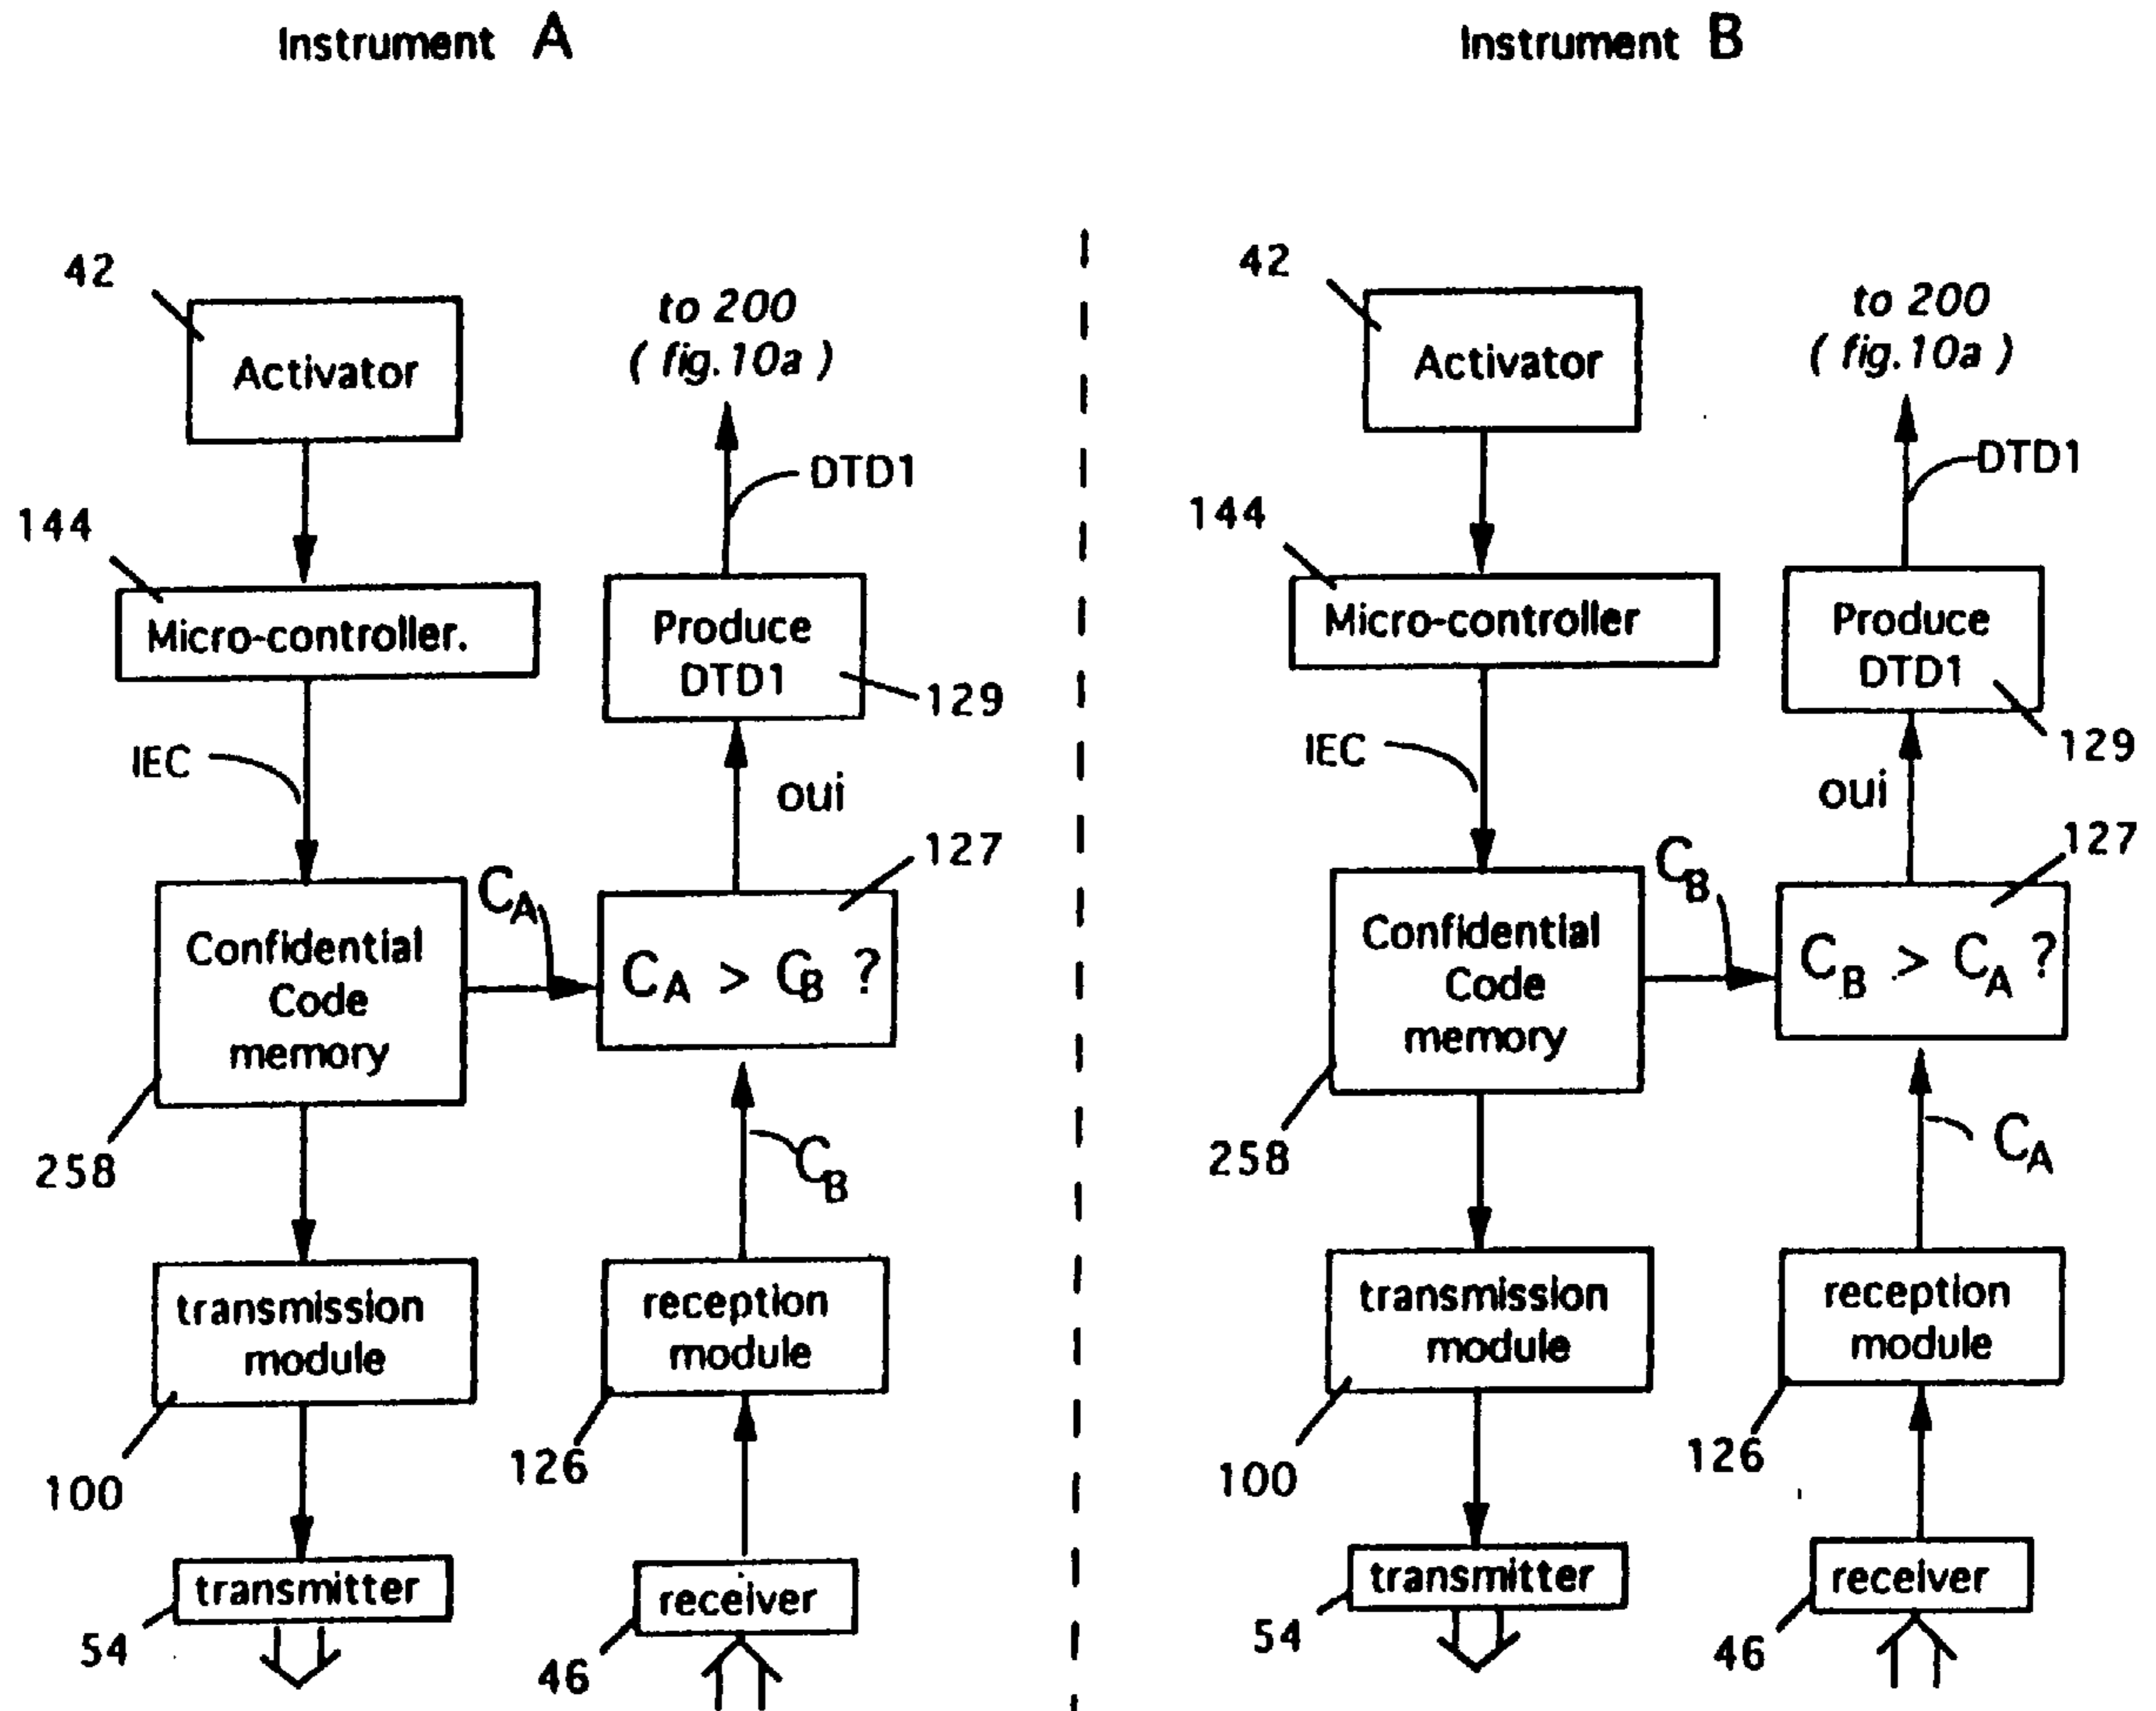 Instrument A
42
Activator
to 200
( fig.10a )
DTD1
144
Micro-controller.
Produce
DTD1
129
IEC
oui
127
CA
Confidential
Code
memory
CA > CB ?
258
CB
transmission
module
reception
module
100
126
transmitter
receiver
54
46
Instrument B
42
Activator
to 200
( fig.10a )
DTD1
144
Micro-controller
Produce
DTD1
129
IEC
oui
127
CB
Confidential
Code
memory
CB > CA ?
258
CA
transmission
module
reception
module
100
126
transmitter
receiver
54
46